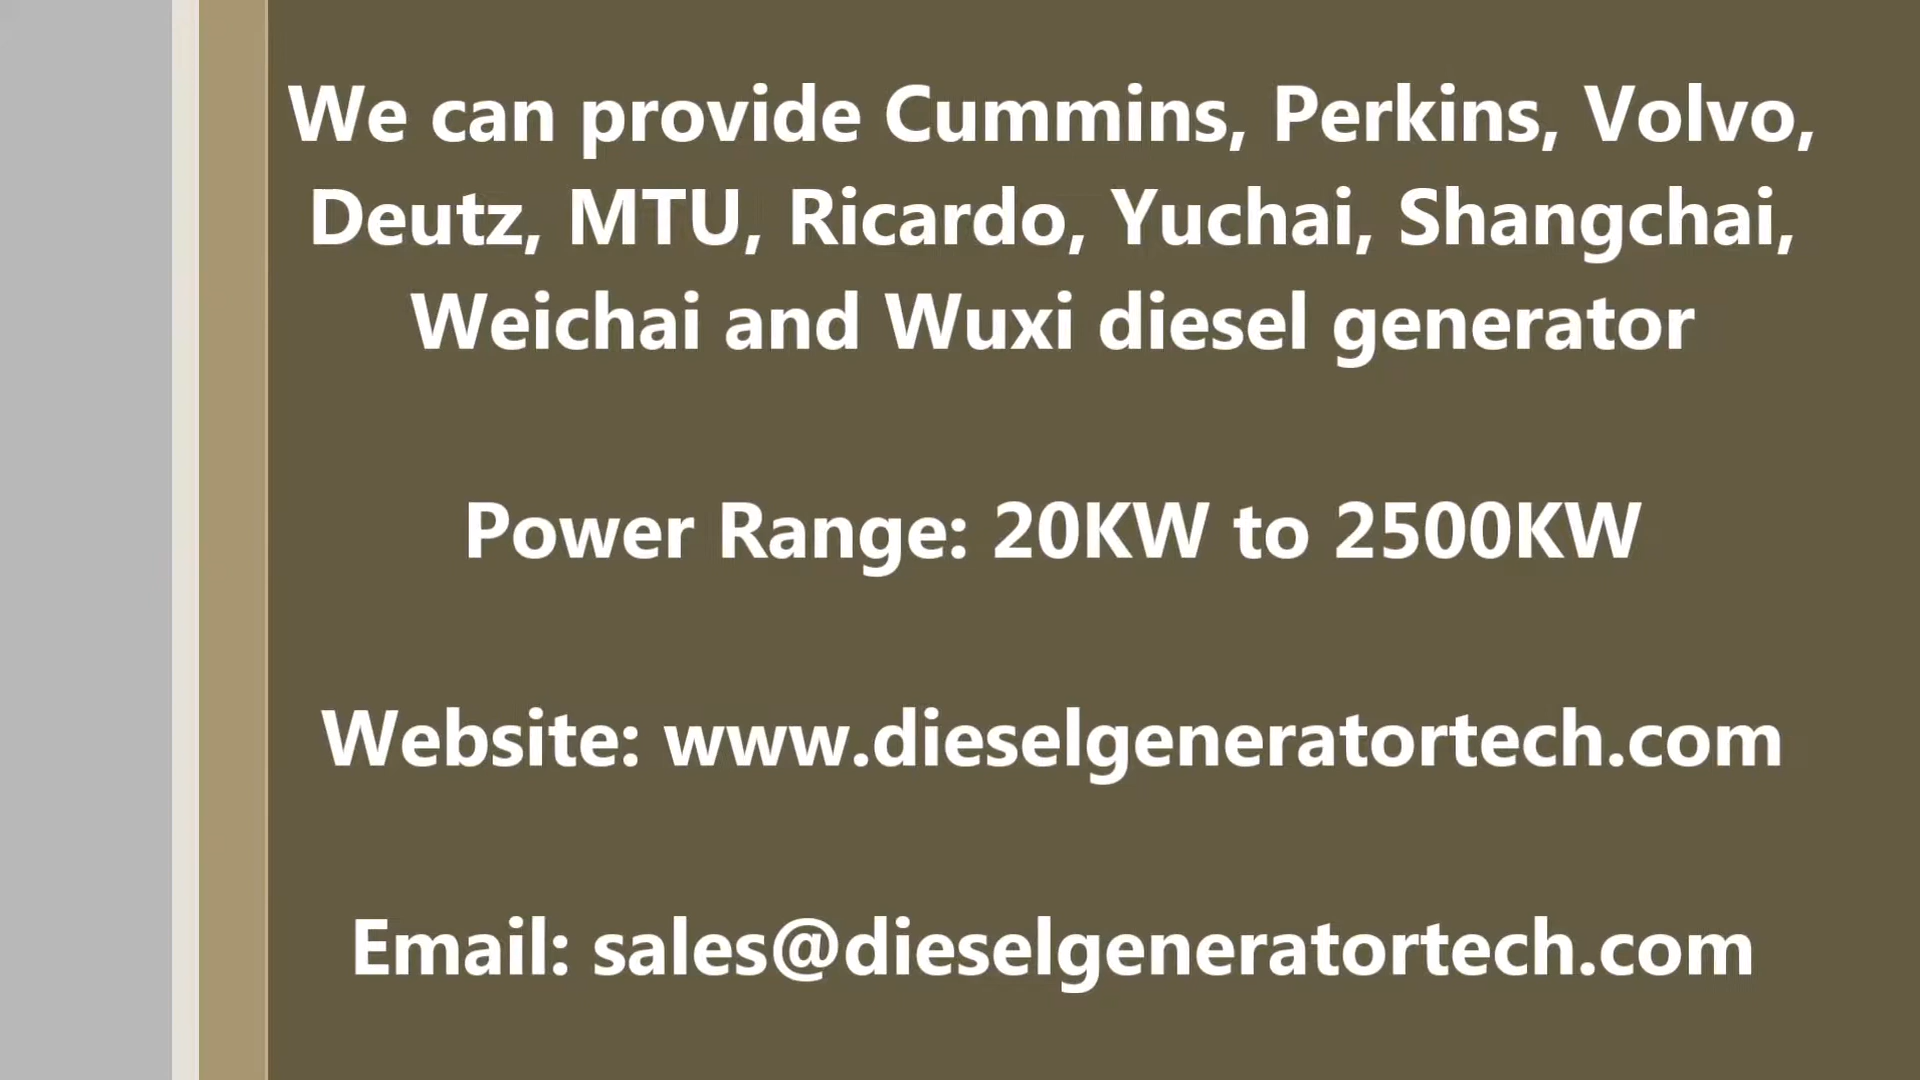 We can provide Cummins, Perkins, Volvo,
Deutz, MTU, Ricardo, Yuchai, Shangchai,
Weichai and Wuxi diesel generator
Power Range: 20KW to 2500KW
Website: www.dieselgeneratortech.com
Email: sales@dieselgeneratortech.com